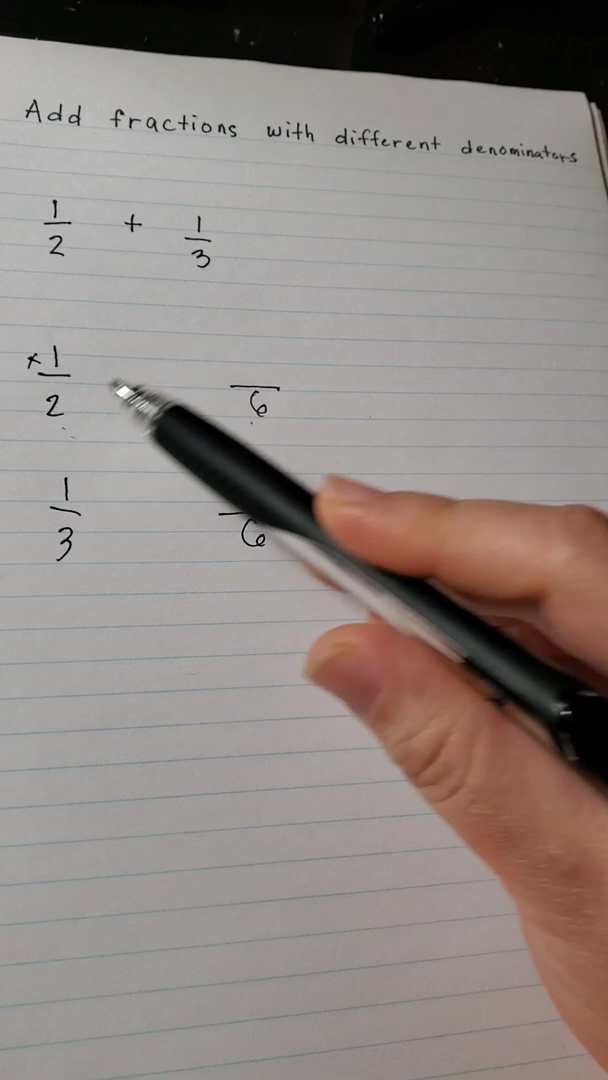 Add fractions with different denominators
1/2 + 1/3
×1/2 /6
1/3 /6